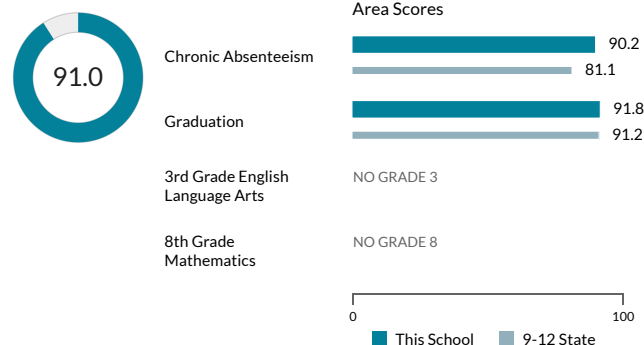 Area Scores
91.0
Chronic Absenteeism
90.2
81.1
Graduation
91.8
91.2
3rd Grade English
Language Arts
NO GRADE 3
8th Grade
Mathematics
NO GRADE 8
0
100
This School
9-12 State